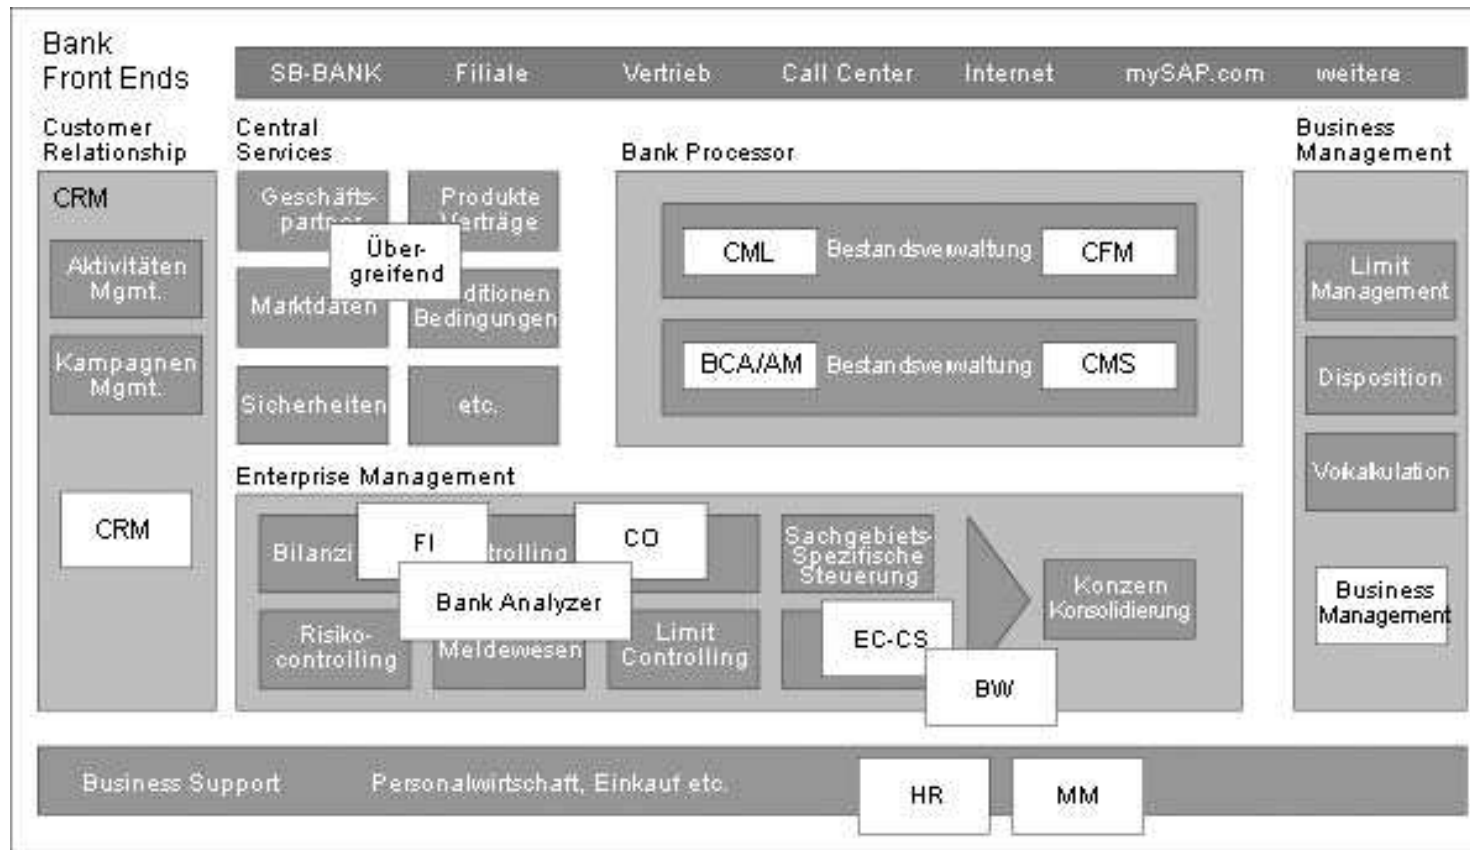 Bank
Front Ends
SB-BANK Filiale Vertrieb Call Center Internet mySAP.com weitere
Customer
Relationship
CRM
Aktivitäten
Mgmt.
Kampagnen
Mgmt.
CRM
Central
Services
Geschäfts-
Produkte
Verträge
Über-
greifend
Marktdaten
Bedingungen
Sicherheiten
etc.
Bank Processor
CML Bestandsverwaltung CFM
BCA/AM Bestandsverwaltung CMS
Business
Management
Limit
Management
Disposition
Vorkalkulation
Business
Management
Enterprise Management
FI
CO
Bank Analyzer
Sachgebiets-
Spezifische
Steuerung
Risiko-
controlling
Meldewesen
Limit
Controlling
EC-CS
BW
Konzern
Konsolidierung
Business Support Personalwirtschaft, Einkauf etc.
HR
MM